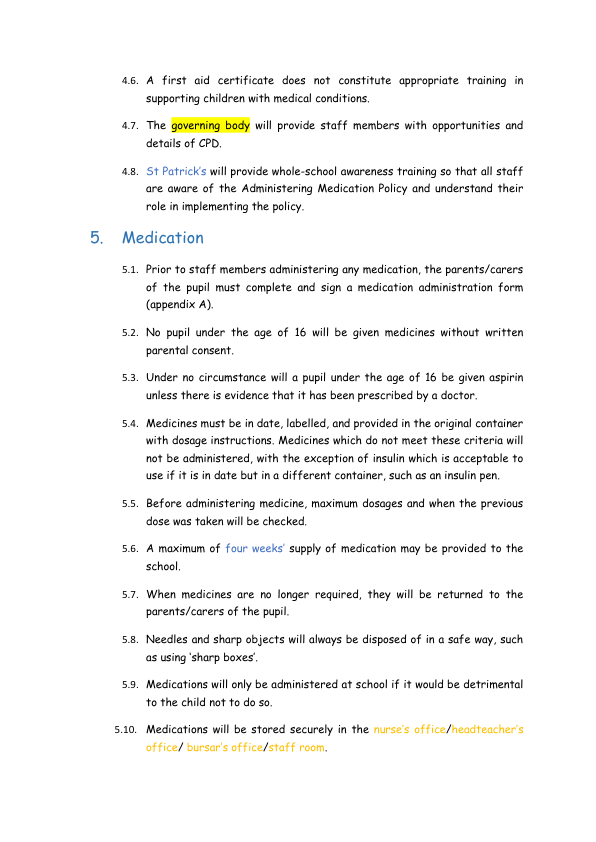 4.6. A first aid certificate does not constitute appropriate training in
supporting children with medical conditions.
4.7. The governing body will provide staff members with opportunities and
details of CPD.
4.8. St Patrick's will provide whole-school awareness training so that all staff
are aware of the Administering Medication Policy and understand their
role in implementing the policy.
5. Medication
5.1. Prior to staff members administering any medication, the parents/carers
of the pupil must complete and sign a medication administration form
(appendix A).
5.2. No pupil under the age of 16 will be given medicines without written
parental consent.
5.3. Under no circumstance will a pupil under the age of 16 be given aspirin
unless there is evidence that it has been prescribed by a doctor.
5.4. Medicines must be in date, labelled, and provided in the original container
with dosage instructions. Medicines which do not meet these criteria will
not be administered, with the exception of insulin which is acceptable to
use if it is in date but in a different container, such as an insulin pen.
5.5. Before administering medicine, maximum dosages and when the previous
dose was taken will be checked.
5.6. A maximum of four weeks' supply of medication may be provided to the
school.
5.7. When medicines are no longer required, they will be returned to the
parents/carers of the pupil.
5.8. Needles and sharp objects will always be disposed of in a safe way, such
as using 'sharp boxes'.
5.9. Medications will only be administered at school if it would be detrimental
to the child not to do so.
5.10. Medications will be stored securely in the nurse's office/headteacher's
office/ bursar's office/staff room.